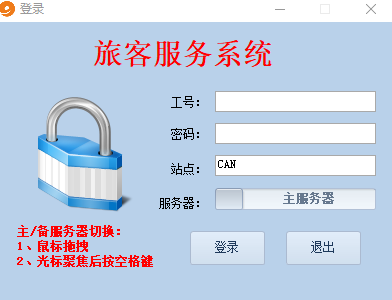 登录
旅客服务系统
工号：
密码：
站点： CAN
服务器： 主服务器
主/备服务器切换：
1、鼠标拖拽
2、光标聚焦后按空格键
登录 退出